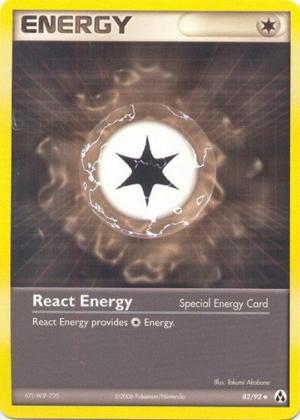 ENERGY
React Energy Special Energy Card
React Energy provides Energy.
Illus. Takumi Akabane
©2006 Pokémon/Nintendo 82/92